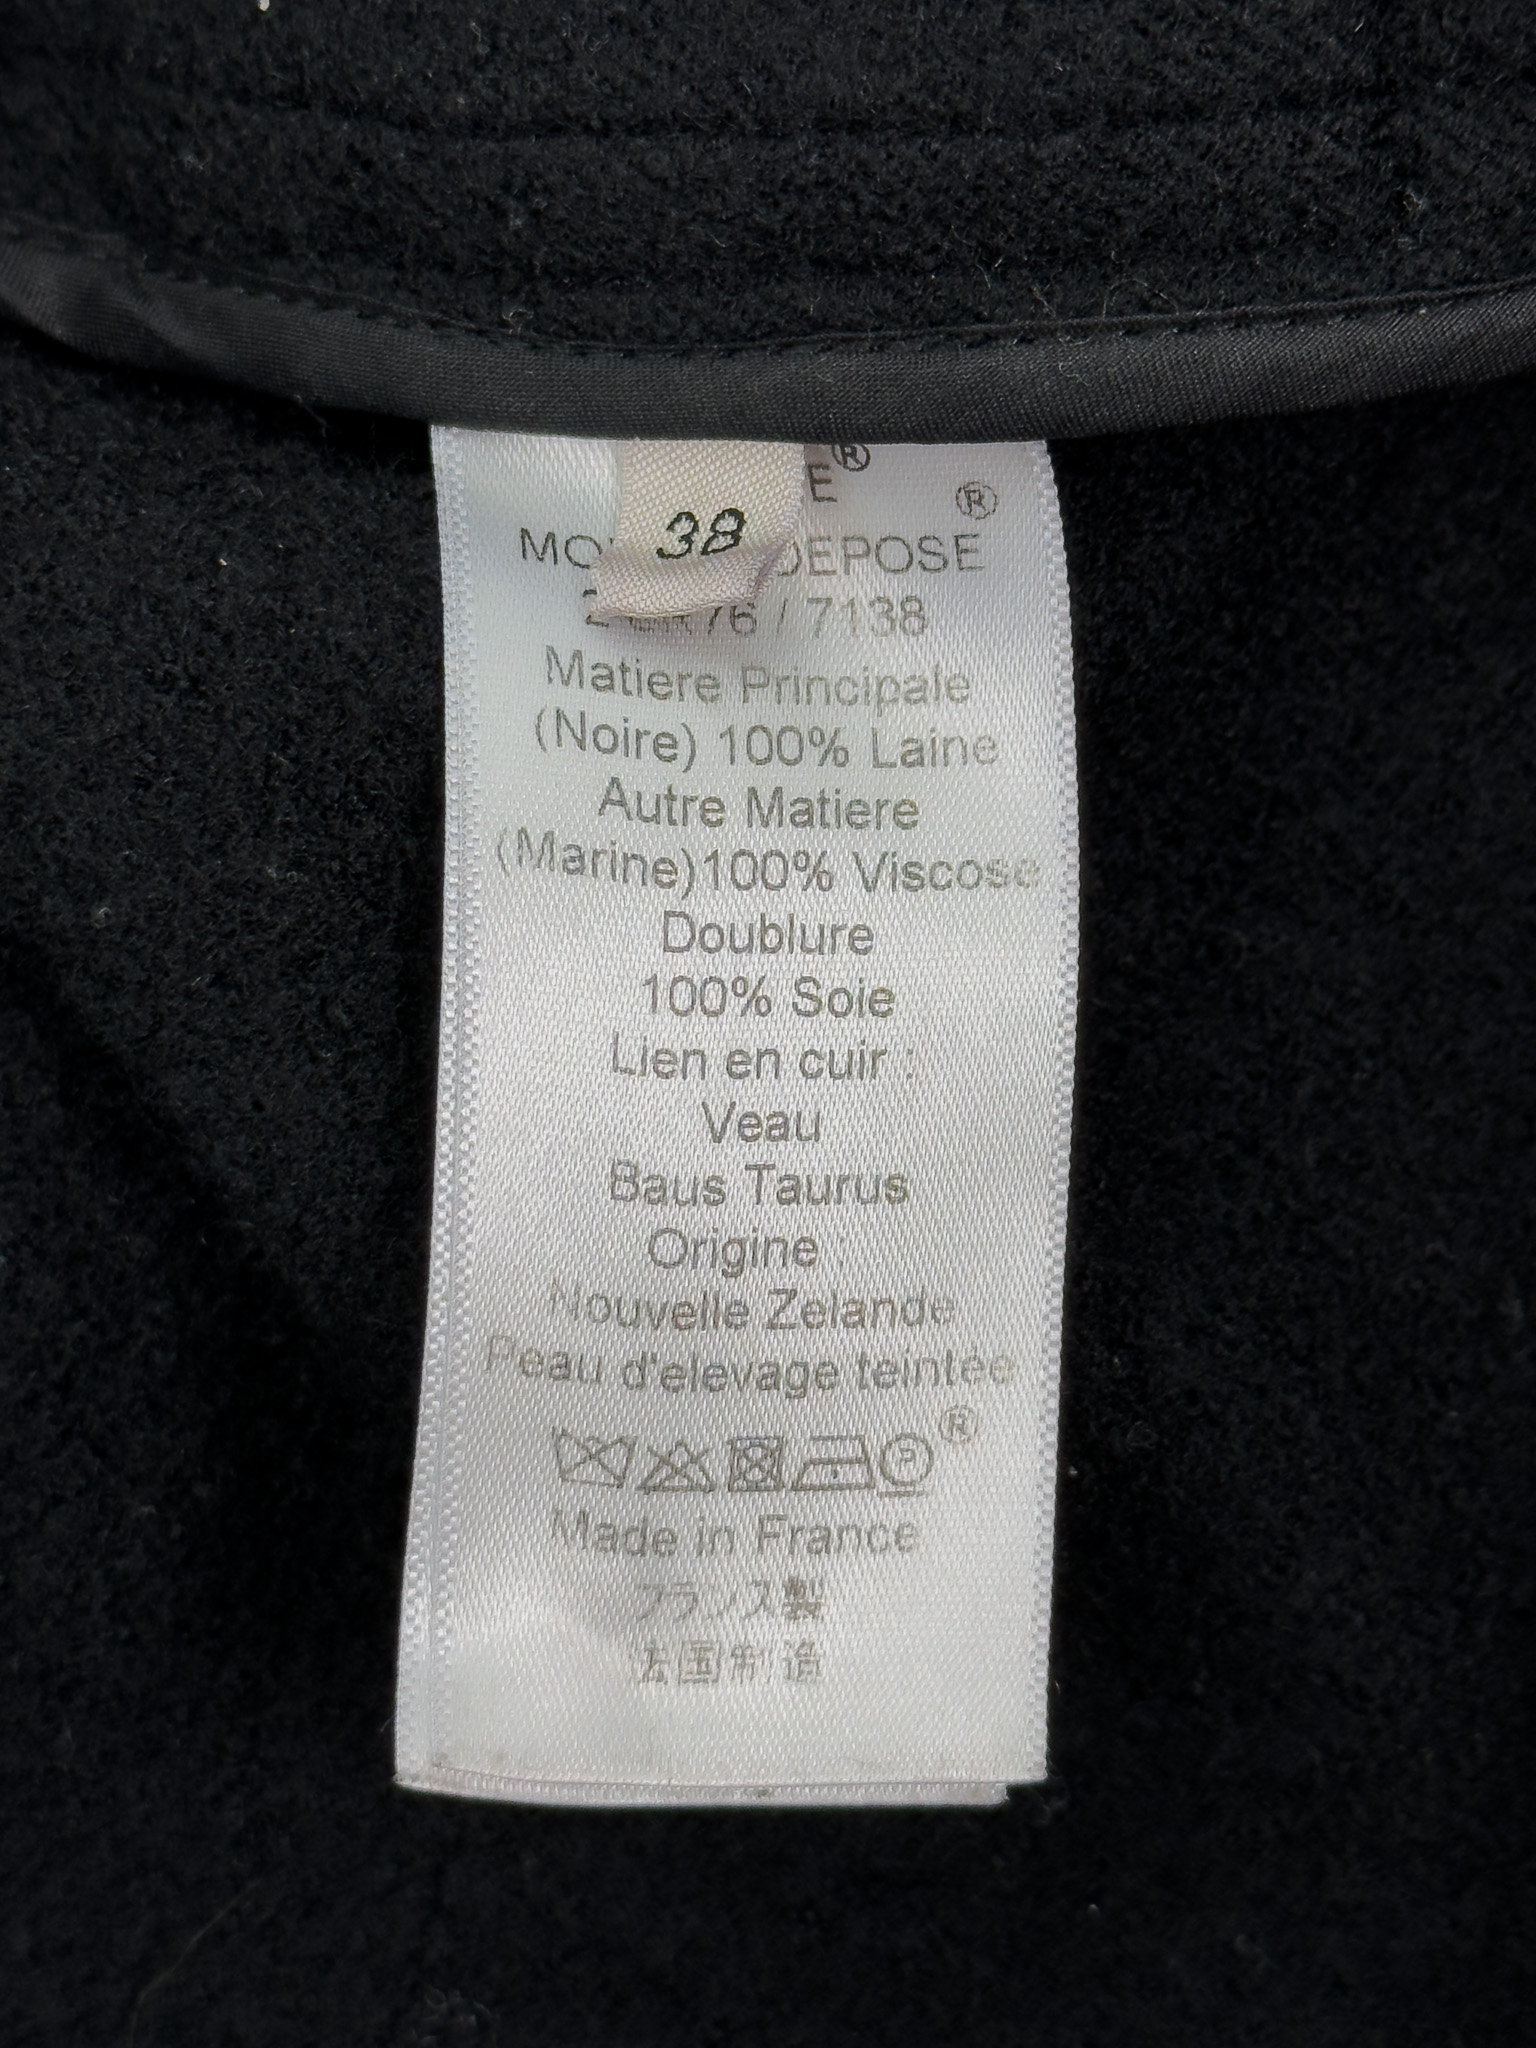 ®
E
®
38
DEPOSE
76 / 7138
Matiere Principale
(Noire) 100% Laine
Autre Matiere
(Marine)100% Viscose
Doublure
100% Soie
Lien en cuir :
Veau
Baus Taurus
Origine :
Nouvelle Zelande
Peau d'elevage teintée
P
®
Made in France
フランス製
法国制造